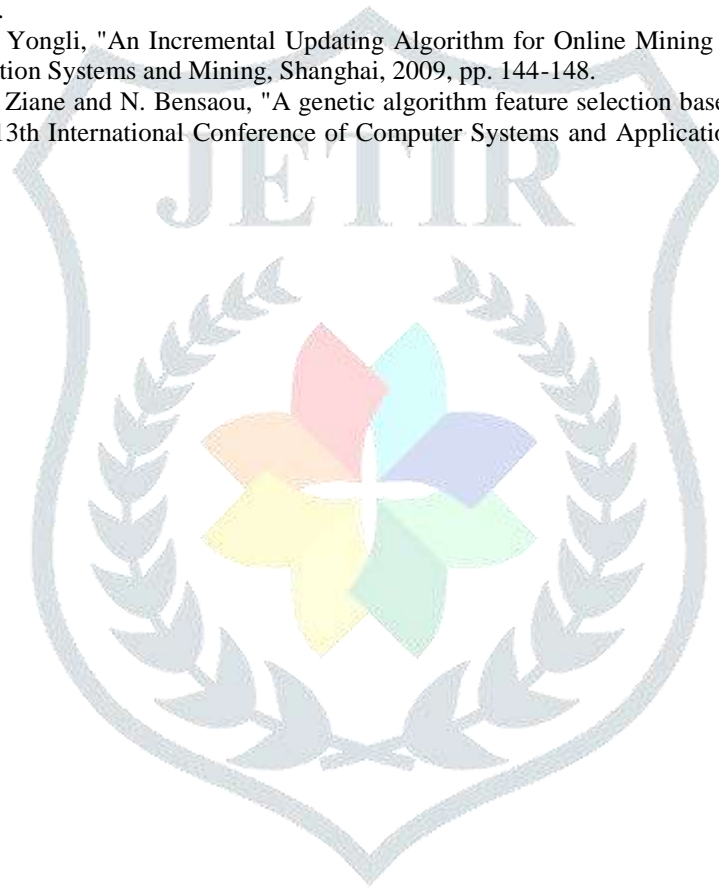 .
Yongli, "An Incremental Updating Algorithm for Online Mining
tion Systems and Mining, Shanghai, 2009, pp. 144-148.
Ziane and N. Bensaou, "A genetic algorithm feature selection base
13th International Conference of Computer Systems and Applicatio
JETIR